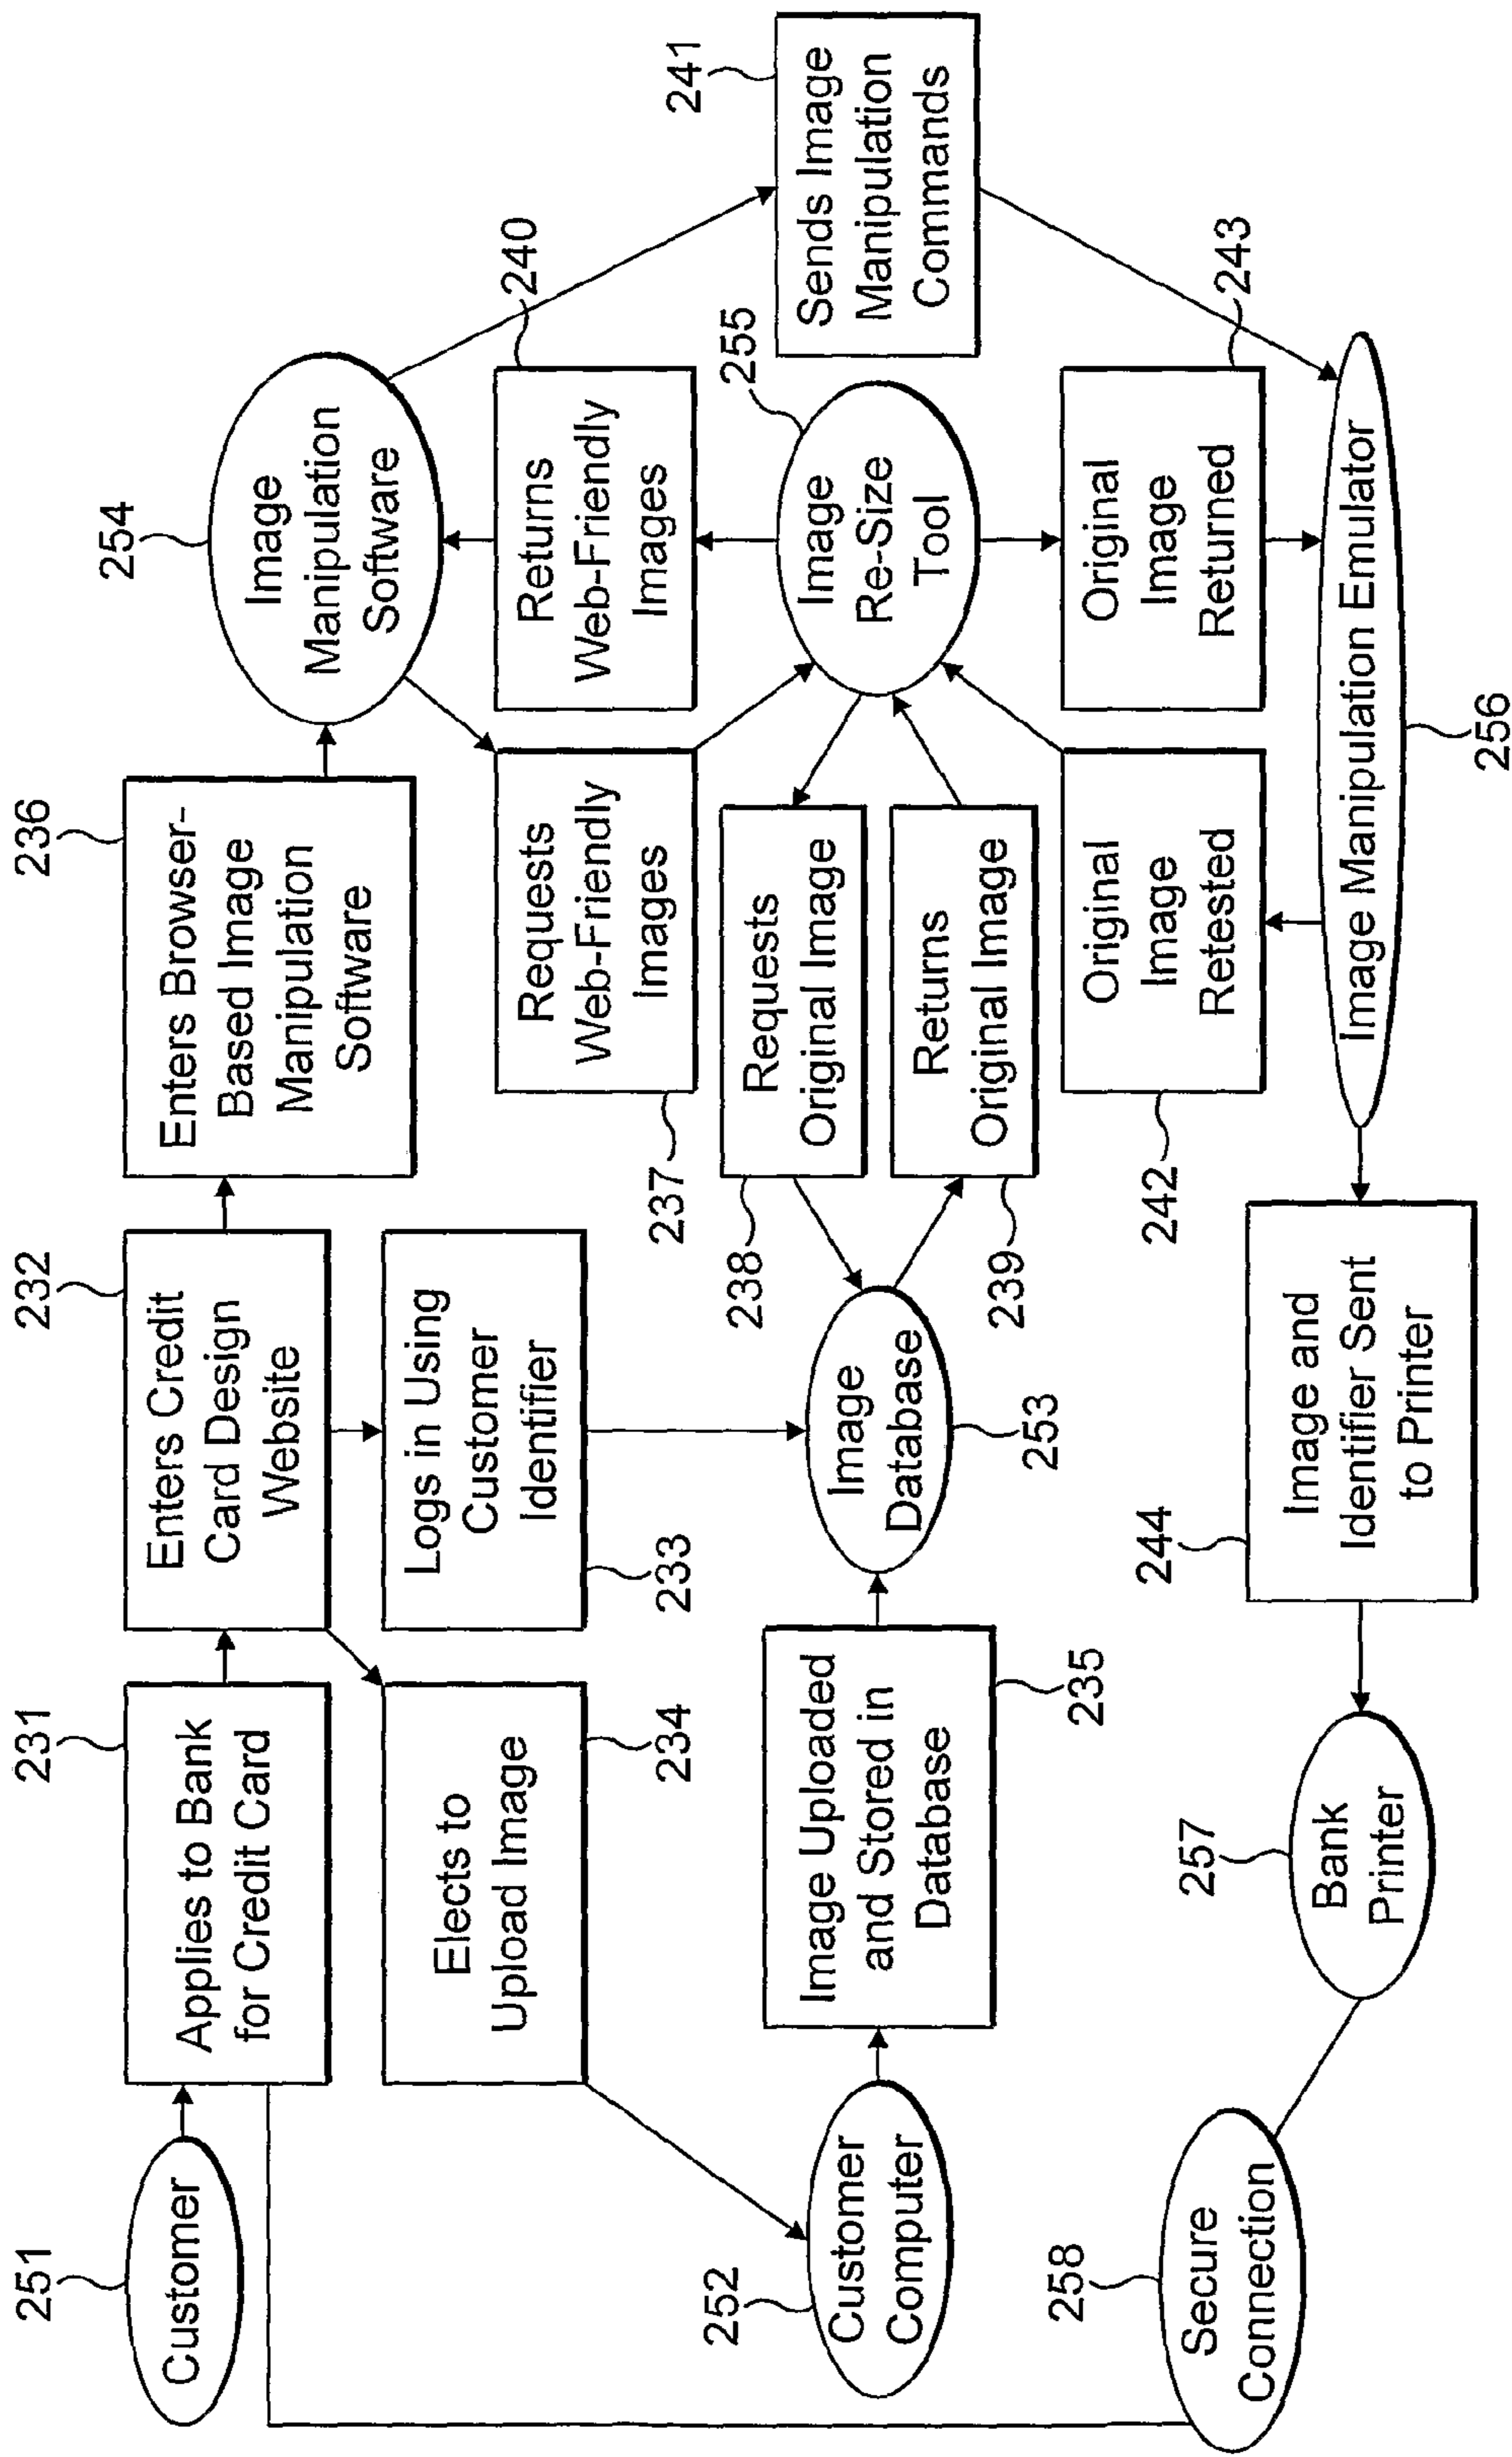 251
Customer
231
Applies to Bank
for Credit Card
232
Enters Credit
Card Design
Website
236
Enters Browser-
Based Image
Manipulation
Software
254
Image
Manipulation
Software
234
Elects to
Upload Image
233
Logs in Using
Customer
Identifier
237
Requests
Web-Friendly
Images
240
Returns
Web-Friendly
Images
241
Sends Image
Manipulation
Commands
252
Customer
Computer
235
Image Uploaded
and Stored in
Database
253
Image
Database
238
Requests
Original Image
239
Returns
Original Image
255
Image
Re-Size
Tool
242
Original
Image
Retested
243
Original
Image
Returned
258
Secure
Connection
257
Bank
Printer
244
Image and
Identifier Sent
to Printer
256
Image Manipulation Emulator